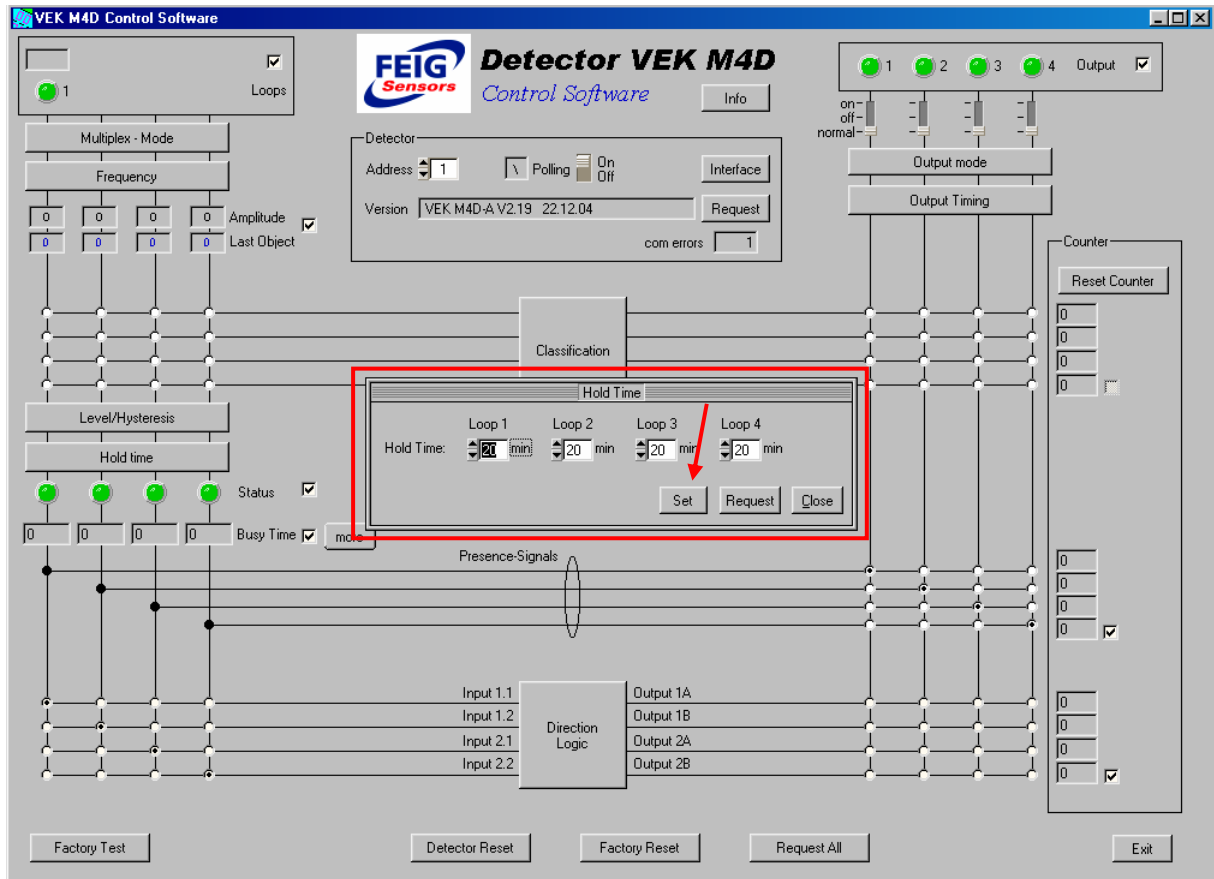 VEK M4D Control Software
1
Loops
FEIG
Sensors
Detector VEK M4D
Control Software
Info
1 2 3 4 Output
on
off
normal
Multiplex - Mode
Frequency
0 0 0 0 Amplitude
0 0 0 0 Last Object
Detector
Address 1 \ Polling On
Off
Interface
Version VEK M4D-A V2.19 22.12.04 Request
com errors 1
Output mode
Output Timing
Counter
Reset Counter
0
0
0
0
Classification
Level/Hysteresis
Hold time
Hold Time
Loop 1 Loop 2 Loop 3 Loop 4
Hold Time: 20 min 20 min 20 min 20 min
Set Request Close
Status
0 0 0 0 Busy Time more
Presence-Signals
0
0
0
0
Input 1.1
Input 1.2
Input 2.1
Input 2.2
Direction
Logic
Output 1A
Output 1B
Output 2A
Output 2B
0
0
0
0
Factory Test
Detector Reset
Factory Reset
Request All
Exit